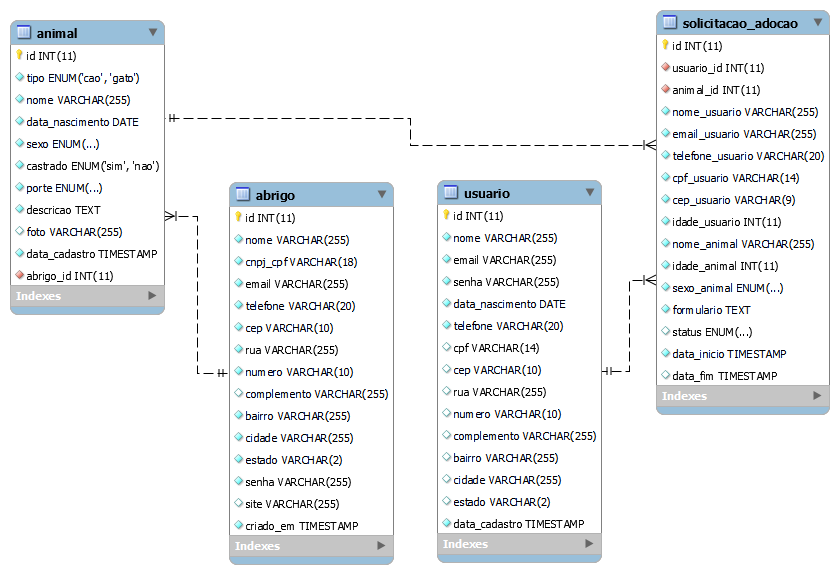 animal
id INT(11)
tipo ENUM('cao', 'gato')
nome VARCHAR(255)
data_nascimento DATE
sexo ENUM(...)
castrado ENUM('sim', 'nao')
porte ENUM(...)
descricao TEXT
foto VARCHAR(255)
data_cadastro TIMESTAMP
abrigo_id INT(11)
Indexes
abrigo
id INT(11)
nome VARCHAR(255)
cnpj_cpf VARCHAR(18)
email VARCHAR(255)
telefone VARCHAR(20)
cep VARCHAR(10)
rua VARCHAR(255)
numero VARCHAR(10)
complemento VARCHAR(255)
bairro VARCHAR(255)
cidade VARCHAR(255)
estado VARCHAR(2)
senha VARCHAR(255)
site VARCHAR(255)
criado_em TIMESTAMP
Indexes
usuario
id INT(11)
nome VARCHAR(255)
email VARCHAR(255)
senha VARCHAR(255)
data_nascimento DATE
telefone VARCHAR(20)
cpf VARCHAR(14)
cep VARCHAR(10)
rua VARCHAR(255)
numero VARCHAR(10)
complemento VARCHAR(255)
bairro VARCHAR(255)
cidade VARCHAR(255)
estado VARCHAR(2)
data_cadastro TIMESTAMP
Indexes
solicitacao_adocao
id INT(11)
usuario_id INT(11)
animal_id INT(11)
nome_usuario VARCHAR(255)
email_usuario VARCHAR(255)
telefone_usuario VARCHAR(20)
cpf_usuario VARCHAR(14)
cep_usuario VARCHAR(9)
idade_usuario INT(11)
nome_animal VARCHAR(255)
idade_animal INT(11)
sexo_animal ENUM(...)
formulario TEXT
status ENUM(...)
data_inicio TIMESTAMP
data_fim TIMESTAMP
Indexes